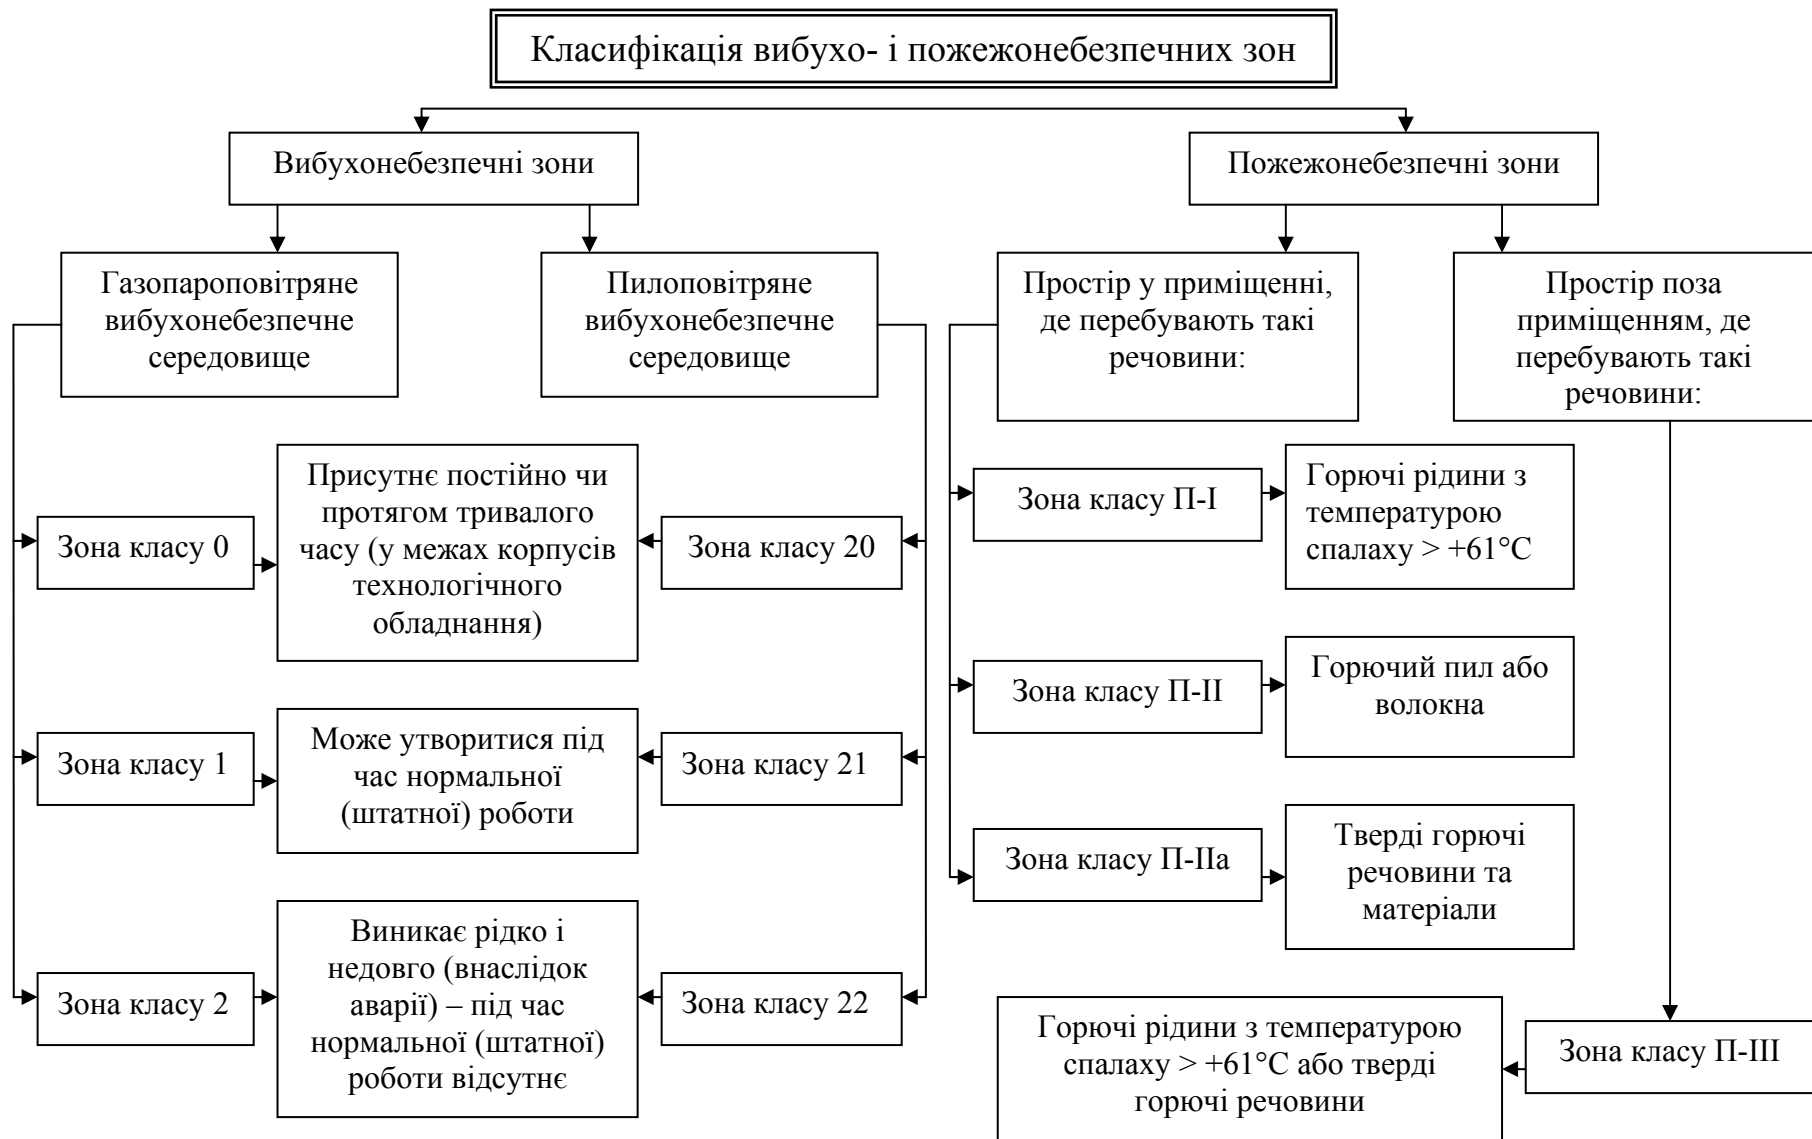 Класифікація вибухо- і пожежонебезпечних зон
Вибухонебезпечні зони
Пожежонебезпечні зони
Газопароповітряне
вибухонебезпечне
середовище
Пилоповітряне
вибухонебезпечне
середовище
Простір у приміщенні,
де перебувають такі
речовини:
Простір поза
приміщенням, де
перебувають такі
речовини:
Зона класу 0
Присутнє постійно чи
протягом тривалого
часу (у межах корпусів
технологічного
обладнання)
Зона класу 20
Зона класу П-I
Горючі рідини з
температурою
спалаху > +61°C
Зона класу 1
Може утворитися під
час нормальної
(штатної) роботи
Зона класу 21
Зона класу П-II
Горючий пил або
волокна
Зона класу П-IIа
Тверді горючі
речовини та
матеріали
Зона класу 2
Виникає рідко і
недовго (внаслідок
аварії) – під час
нормальної (штатної)
роботи відсутнє
Зона класу 22
Горючі рідини з температурою
спалаху > +61°C або тверді
горючі речовини
Зона класу П-III